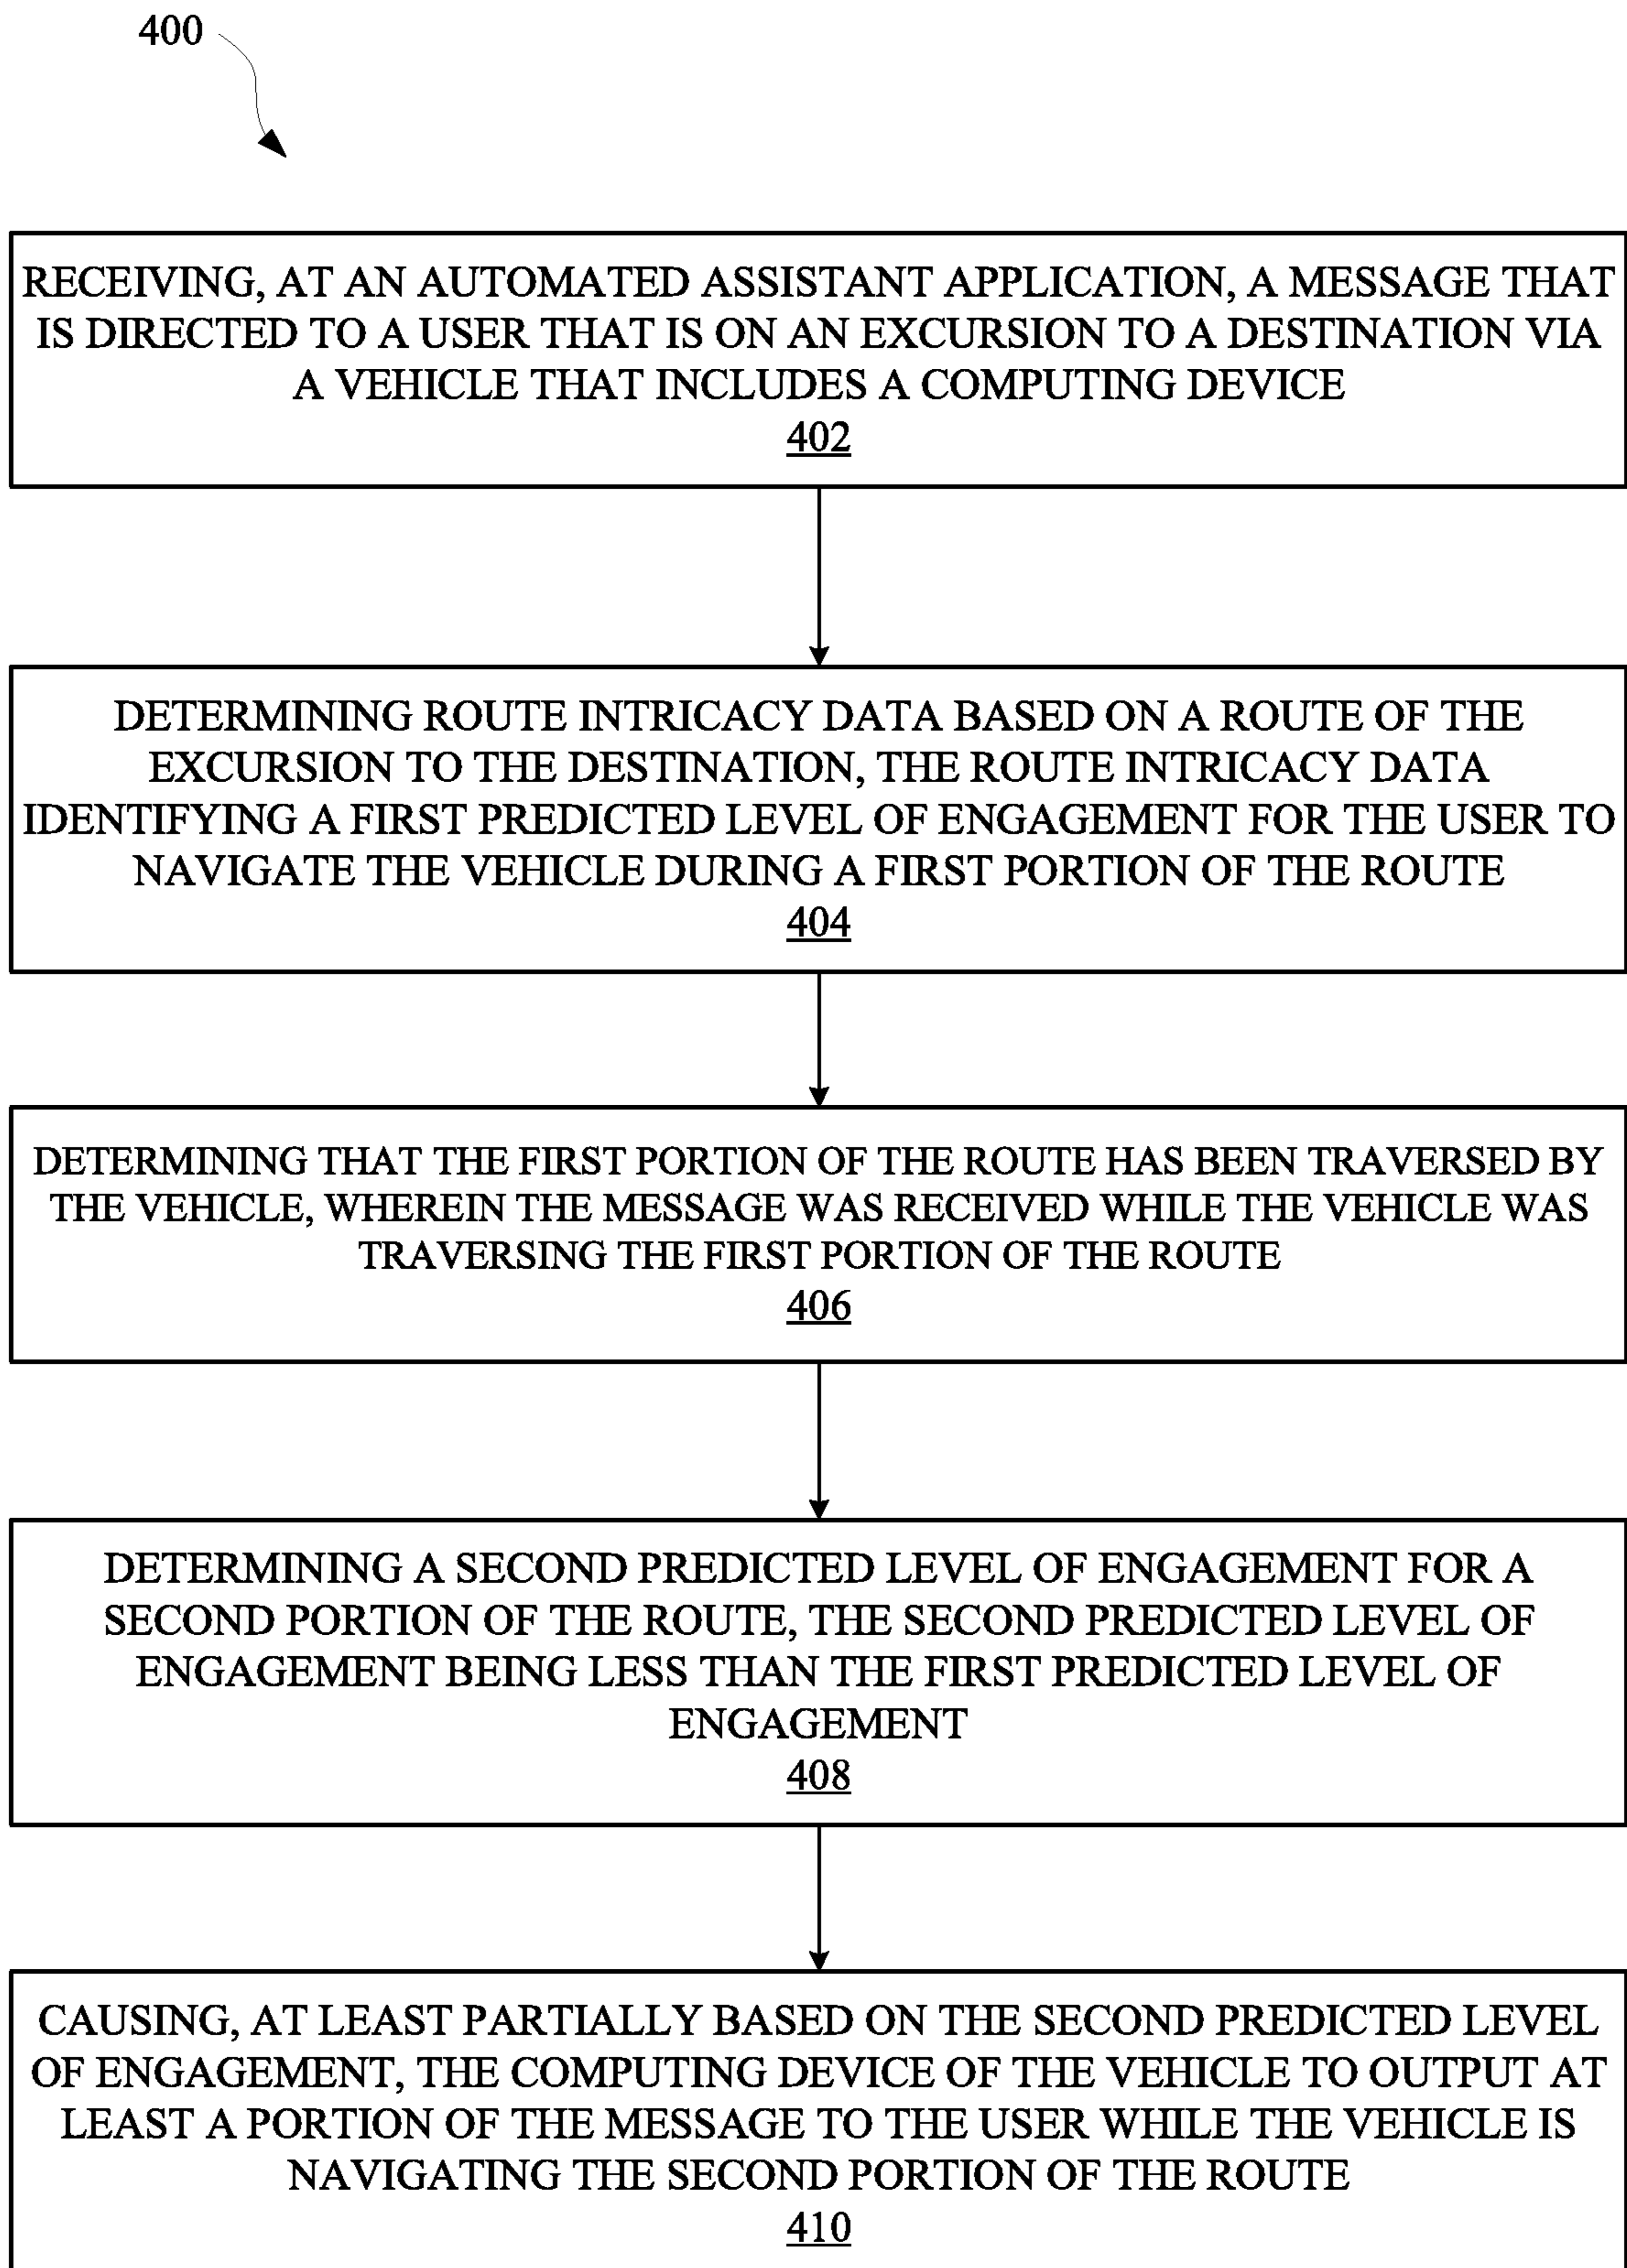 400
RECEIVING, AT AN AUTOMATED ASSISTANT APPLICATION, A MESSAGE THAT
IS DIRECTED TO A USER THAT IS ON AN EXCURSION TO A DESTINATION VIA
A VEHICLE THAT INCLUDES A COMPUTING DEVICE
402
DETERMINING ROUTE INTRICACY DATA BASED ON A ROUTE OF THE
EXCURSION TO THE DESTINATION, THE ROUTE INTRICACY DATA
IDENTIFYING A FIRST PREDICTED LEVEL OF ENGAGEMENT FOR THE USER TO
NAVIGATE THE VEHICLE DURING A FIRST PORTION OF THE ROUTE
404
DETERMINING THAT THE FIRST PORTION OF THE ROUTE HAS BEEN TRAVERSED BY
THE VEHICLE, WHEREIN THE MESSAGE WAS RECEIVED WHILE THE VEHICLE WAS
TRAVERSING THE FIRST PORTION OF THE ROUTE
406
DETERMINING A SECOND PREDICTED LEVEL OF ENGAGEMENT FOR A
SECOND PORTION OF THE ROUTE, THE SECOND PREDICTED LEVEL OF
ENGAGEMENT BEING LESS THAN THE FIRST PREDICTED LEVEL OF
ENGAGEMENT
408
CAUSING, AT LEAST PARTIALLY BASED ON THE SECOND PREDICTED LEVEL
OF ENGAGEMENT, THE COMPUTING DEVICE OF THE VEHICLE TO OUTPUT AT
LEAST A PORTION OF THE MESSAGE TO THE USER WHILE THE VEHICLE IS
NAVIGATING THE SECOND PORTION OF THE ROUTE
410